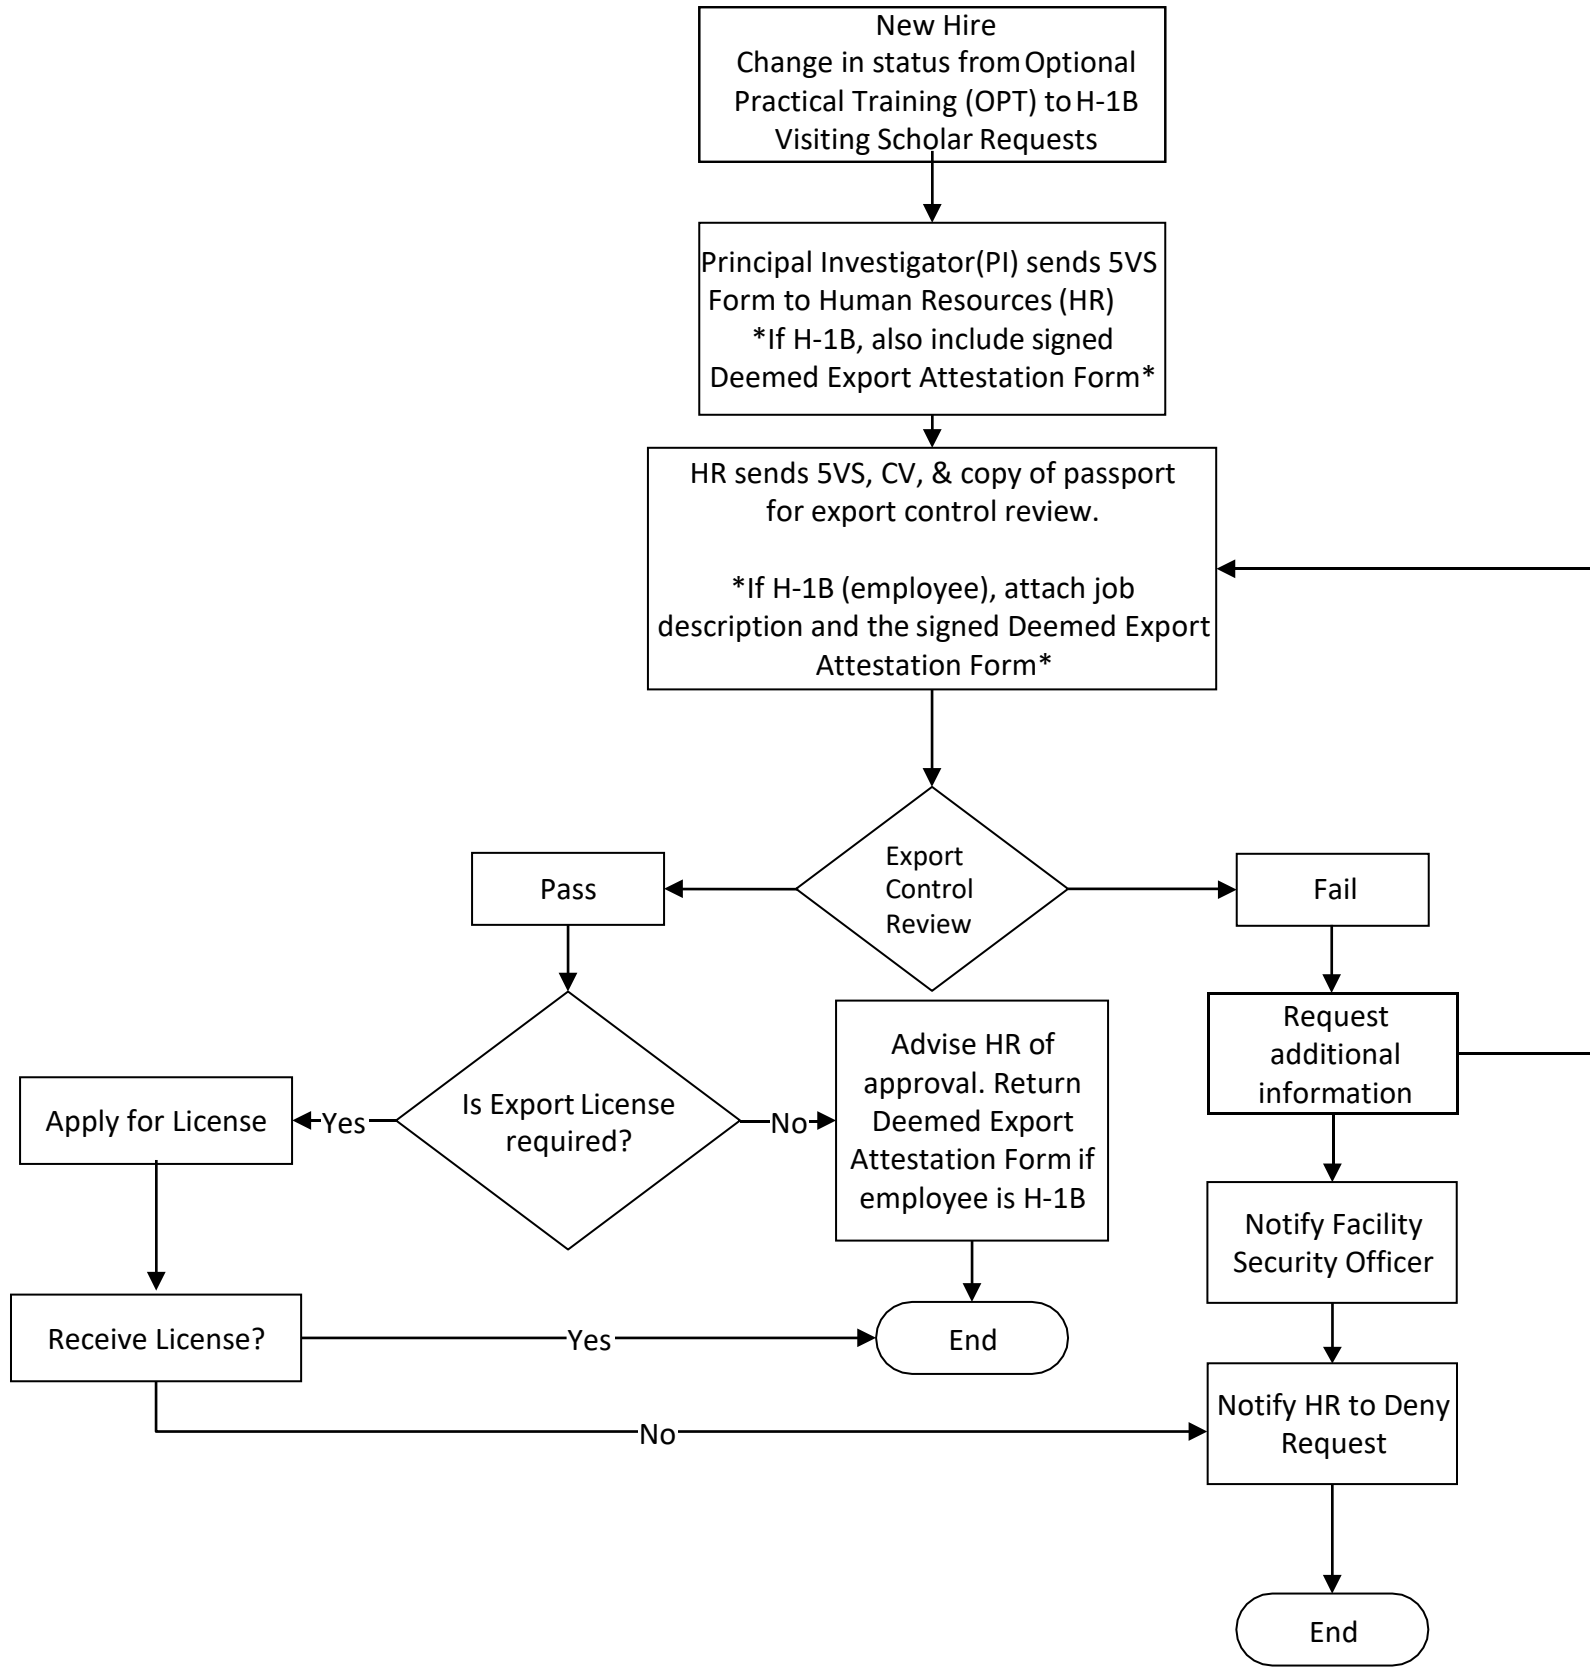 New Hire
Change in status from Optional
Practical Training (OPT) to H-1B
Visiting Scholar Requests
Principal Investigator(PI) sends 5VS
Form to Human Resources (HR)
*If H-1B, also include signed
Deemed Export Attestation Form*
HR sends 5VS, CV, & copy of passport
for export control review.
*If H-1B (employee), attach job
description and the signed Deemed Export
Attestation Form*
Export
Control
Review
Pass
Fail
Is Export License
required?
Yes
No
Apply for License
Advise HR of
approval. Return
Deemed Export
Attestation Form if
employee is H-1B
Request
additional
information
Notify Facility
Security Officer
Receive License?
Yes
End
No
Notify HR to Deny
Request
End